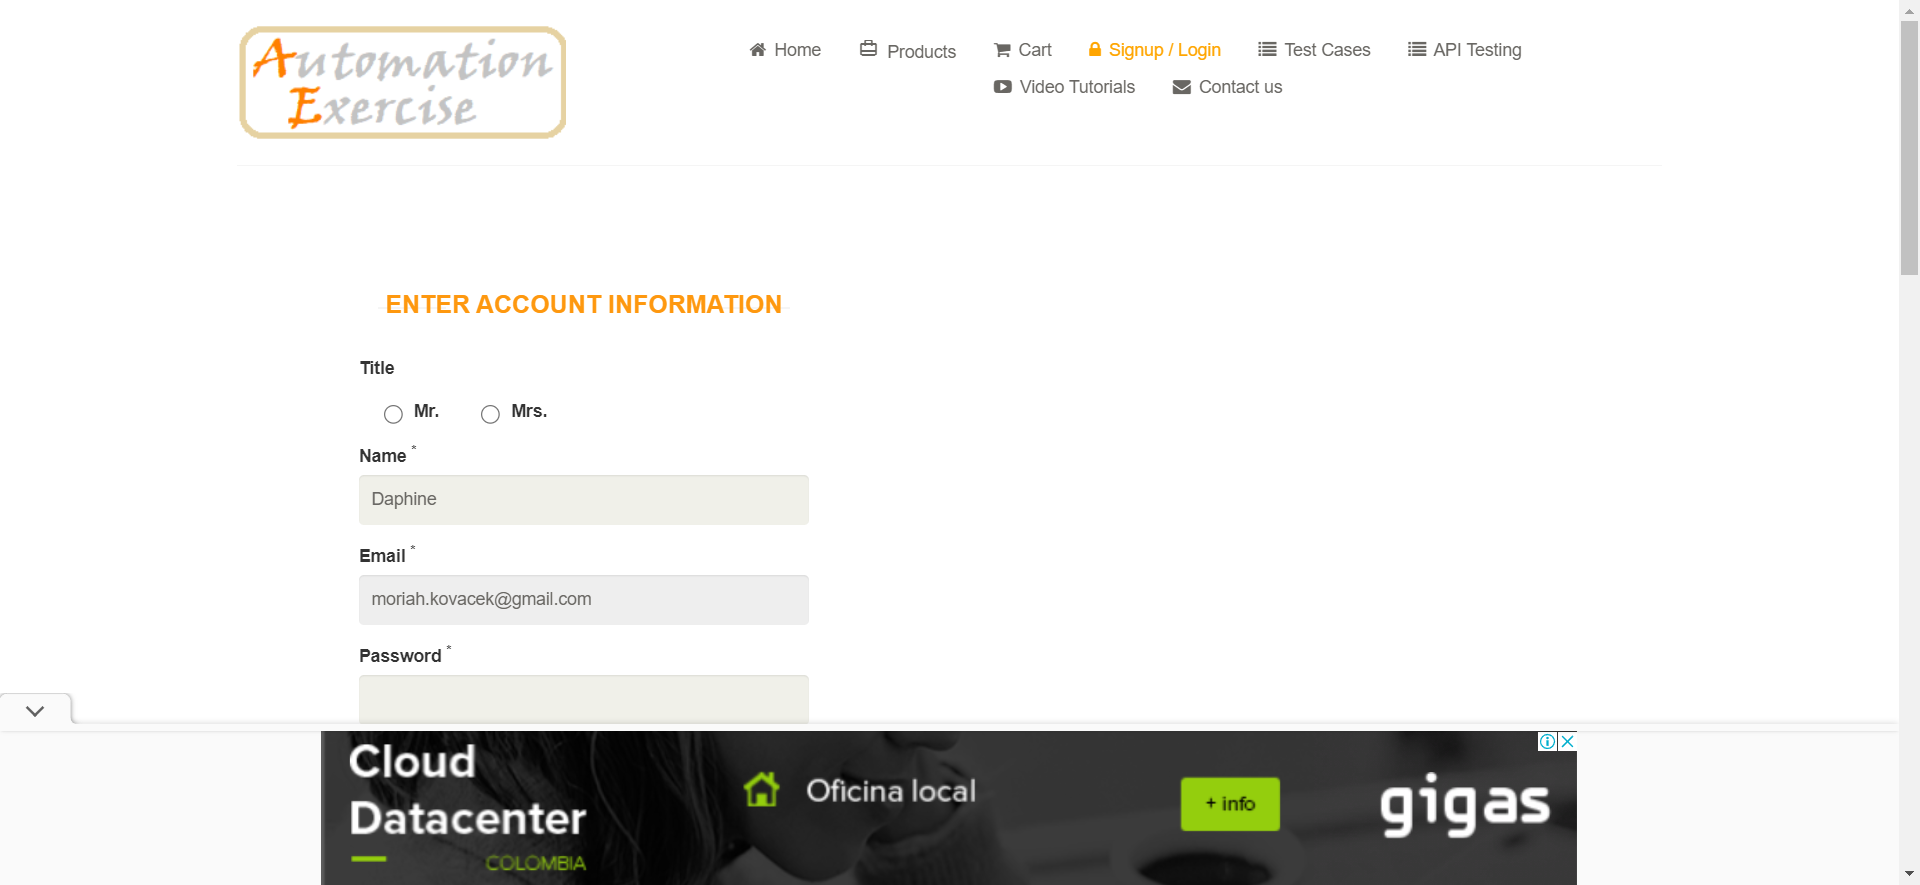 Automation
Exercise
Home
Products
Cart
Signup / Login
Test Cases
API Testing
Video Tutorials
Contact us
ENTER ACCOUNT INFORMATION
Title
Mr.
Mrs.
Name *
Daphine
Email *
moriah.kovacek@gmail.com
Password *
Cloud
Datacenter
COLOMBIA
Oficina local
+ info
gigas